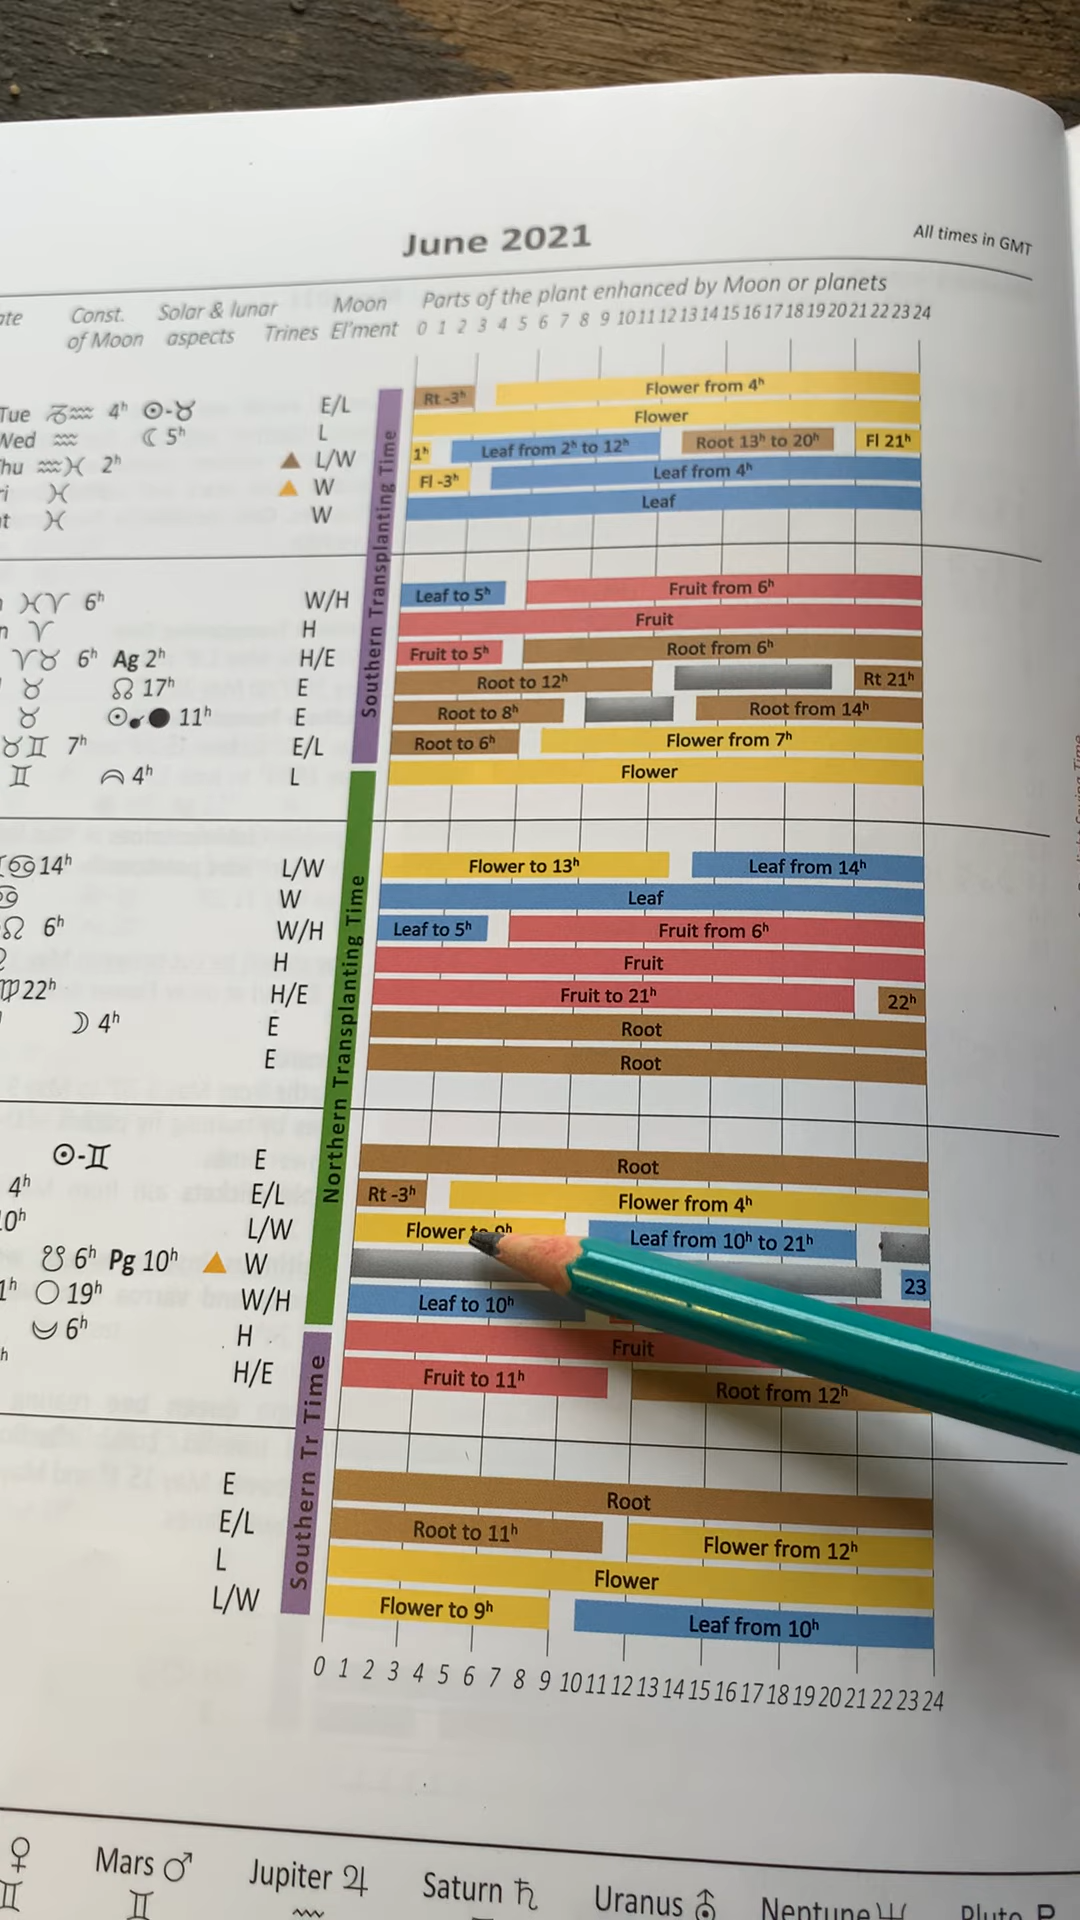 June 2021
All times in GMT
Const. of Moon
Solar & lunar aspects
Trines
Moon El'ment
Parts of the plant enhanced by Moon or planets
0 1 2 3 4 5 6 7 8 9 10 11 12 13 14 15 16 17 18 19 20 21 22 23 24
Southern Transplanting Time
Tue ♑♒ 4ʰ ☉-♉ E/L Rt -3ʰ Flower from 4ʰ
Wed ♒ ☾ 5ʰ L Flower
♒♓ 2ʰ L/W 1ʰ Leaf from 2ʰ to 12ʰ Root 13ʰ to 20ʰ Fl 21ʰ
♓ W Fl -3ʰ Leaf from 4ʰ
♓ W Leaf
♓♈ 6ʰ W/H Leaf to 5ʰ Fruit from 6ʰ
♈ H Fruit
♈♉ 6ʰ Ag 2ʰ H/E Fruit to 5ʰ Root from 6ʰ
♉ ☊ 17ʰ E Root to 12ʰ Rt 21ʰ
♉ ☉☌● 11ʰ E Root to 8ʰ Root from 14ʰ
♉♊ 7ʰ E/L Root to 6ʰ Flower from 7ʰ
♊ 4ʰ L Flower
Northern Transplanting Time
♋ 14ʰ L/W Flower to 13ʰ Leaf from 14ʰ
W Leaf
♌ 6ʰ W/H Leaf to 5ʰ Fruit from 6ʰ
H Fruit
♍ 22ʰ H/E Fruit to 21ʰ 22ʰ
☽ 4ʰ E Root
E Root
☉-♊ E Root
4ʰ E/L Rt -3ʰ Flower from 4ʰ
L/W Flower to 9ʰ Leaf from 10ʰ to 21ʰ
☋ 6ʰ Pg 10ʰ W 23
○ 19ʰ W/H Leaf to 10ʰ
6ʰ H Fruit
H/E Fruit to 11ʰ Root from 12ʰ
Southern Tr Time
E Root
E/L Root to 11ʰ Flower from 12ʰ
L Flower
L/W Flower to 9ʰ Leaf from 10ʰ
0 1 2 3 4 5 6 7 8 9 10 11 12 13 14 15 16 17 18 19 20 21 22 23 24
♀ Mars ♂ Jupiter ♃ Saturn ♄ Uranus ⛢ Neptune ♆
♊ ♊ ♒